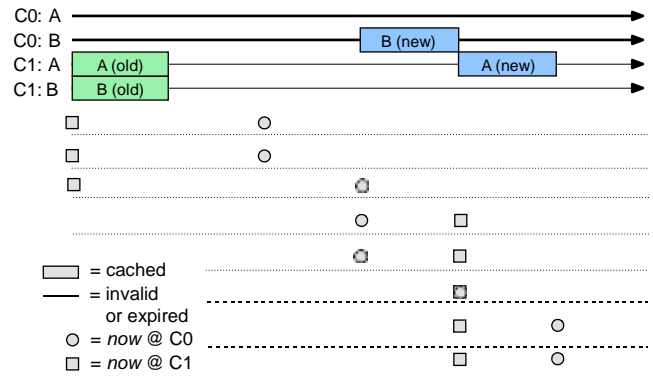 C0: A
C0: B
B (new)
C1: A
A (old)
A (new)
C1: B
B (old)
= cached
= invalid
or expired
= now @ C0
= now @ C1